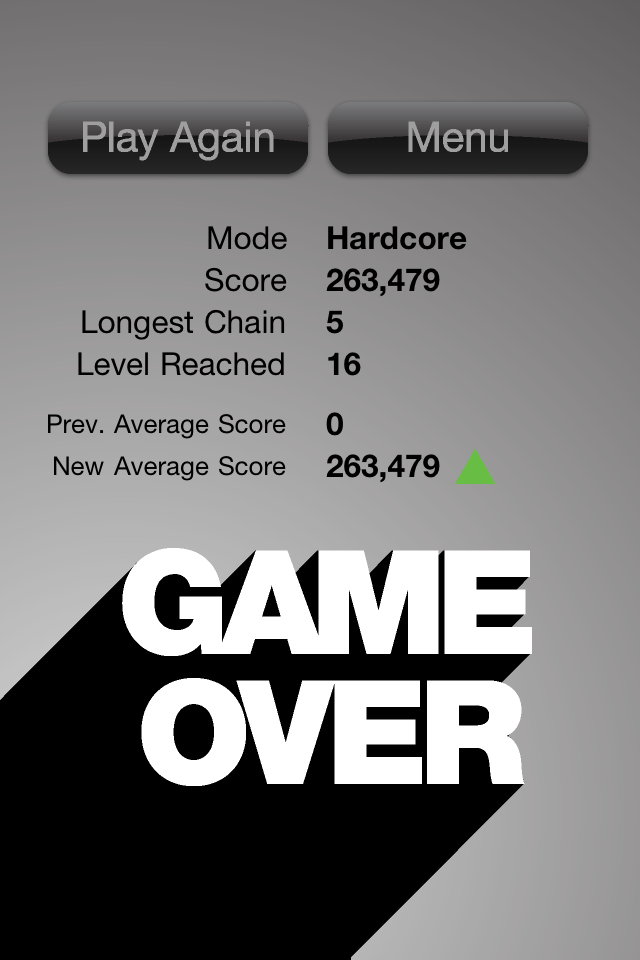 Play Again Menu
Mode Hardcore
Score 263,479
Longest Chain 5
Level Reached 16
Prev. Average Score 0
New Average Score 263,479
GAME
OVER